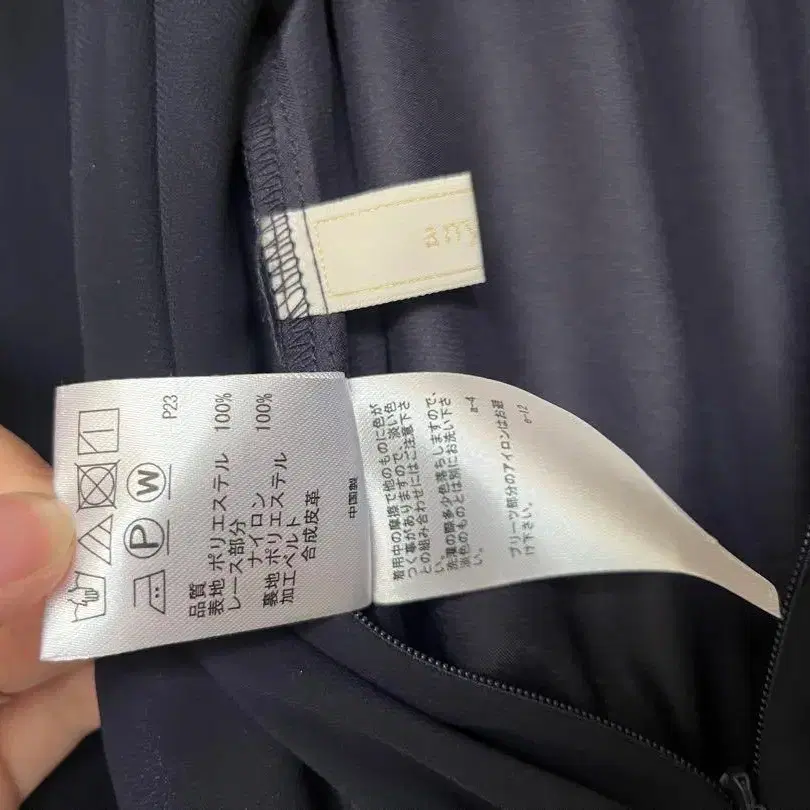 any
P23
P
W
品質
表地 ポリエステル 100%
レース部分
ナイロン 100%
裏地 ポリエステル
加工ベルト
合成皮革
中国製
着用中の摩擦で他のものに色が
つく事がありますので、淡い色
との組み合わせにはご注意下さ
い。
洗濯の際多少色落ちしますので、
淡色のものとは別にお洗い下さ
い。
a-4
プリーツ部分のアイロンはお避
け下さい。
e-12